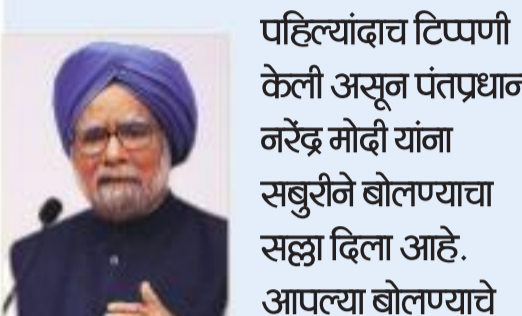 पहिल्यांदाच टिप्पणी
केली असून पंतप्रधान
नरेंद्र मोदी यांना
सबुरीने बोलण्याचा
सल्ला दिला आहे.
आपल्या बोलण्याचे